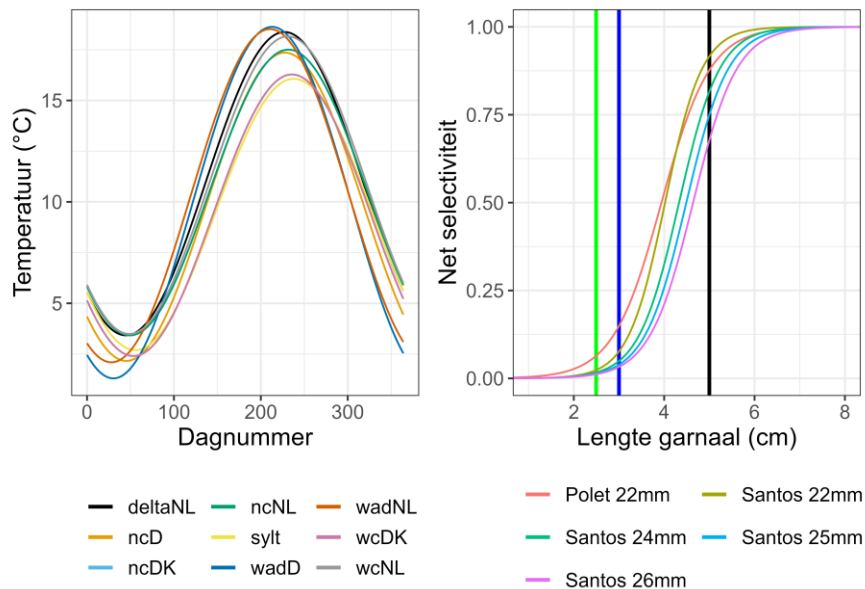 Temperatuur (°C)
15
10
5
0 100 200 300
Dagnummer
deltaNL ncNL wadNL
ncD sylt wcDK
ncDK wadD wcNL
Net selectiviteit
1.00
0.75
0.50
0.25
0.00
2 4 6 8
Lengte garnaal (cm)
Polet 22mm Santos 22mm
Santos 24mm Santos 25mm
Santos 26mm